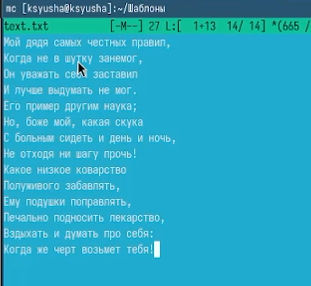 mc [ksyusha@ksyusha]:~/Шаблоны
text.txt [-M--] 27 L:[ 1+13 14/ 14] *(665 /
Мой дядя самых честных правил,
Когда не в шутку занемог,
Он уважать себя заставил
И лучше выдумать не мог.
Его пример другим наука;
Но, боже мой, какая скука
С больным сидеть и день и ночь,
Не отходя ни шагу прочь!
Какое низкое коварство
Полуживого забавлять,
Ему подушки поправлять,
Печально подносить лекарство,
Вздыхать и думать про себя:
Когда же черт возьмет тебя!